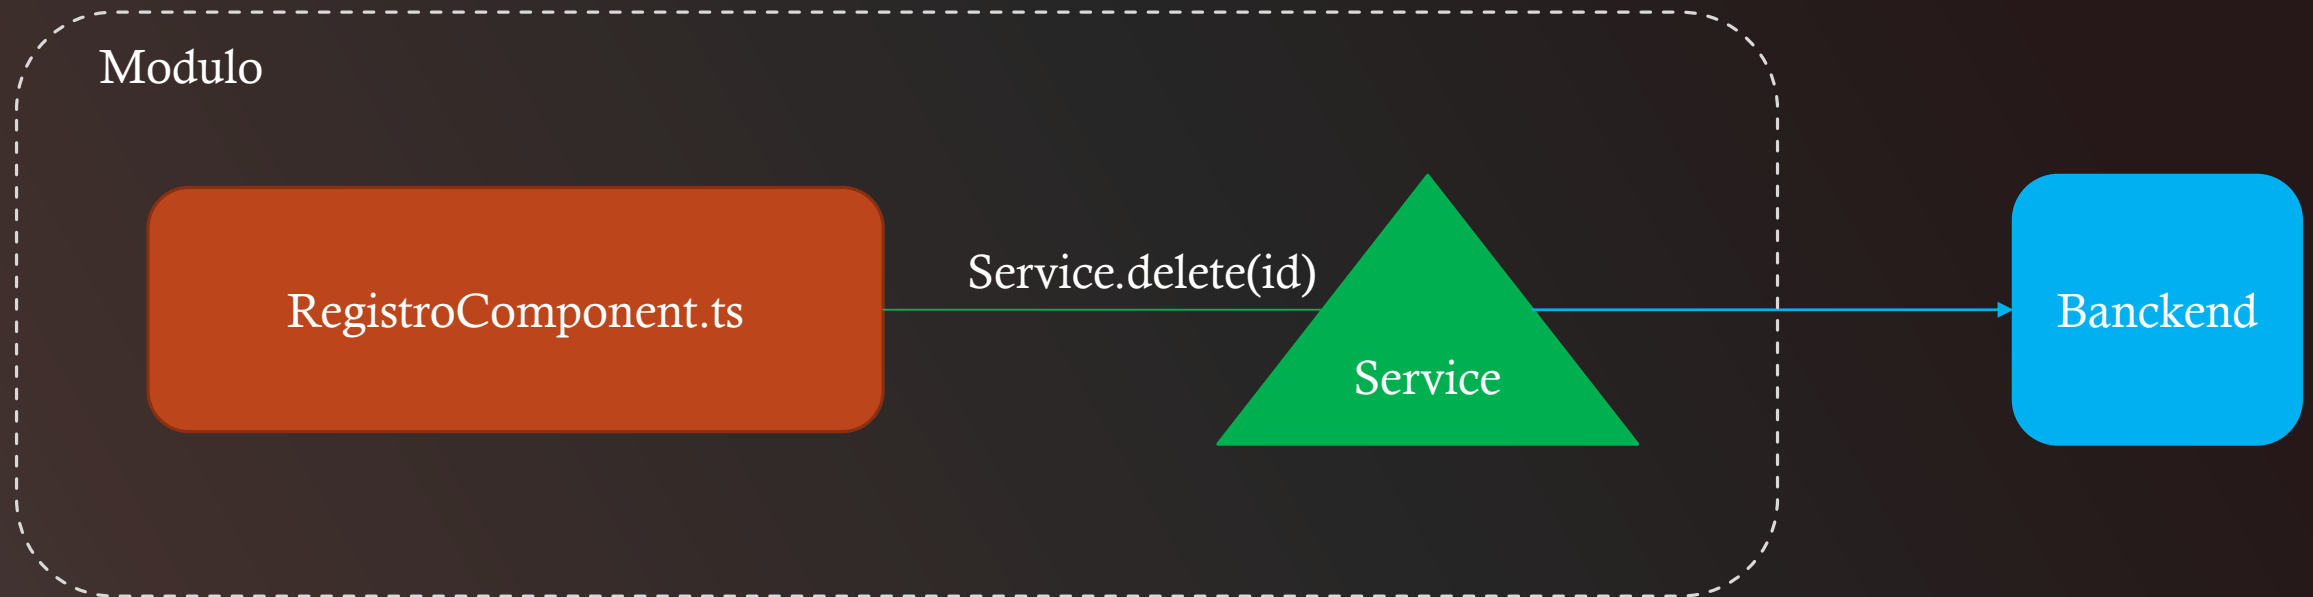 Modulo
RegistroComponent.ts
Service.delete(id)
Service
Banckend